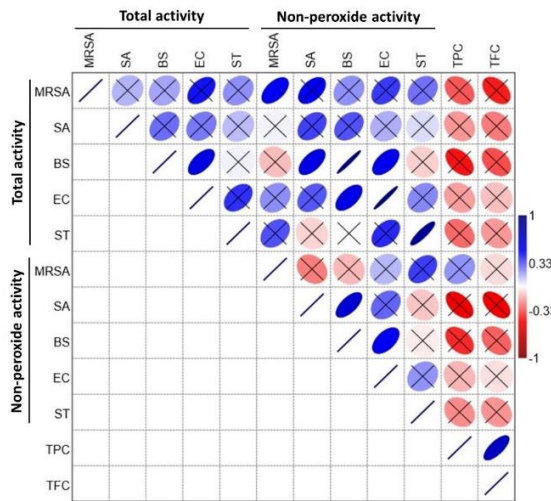 Total activity
Non-peroxide activity
MRSA
SA
BS
EC
ST
MRSA
SA
BS
EC
ST
TPC
TFC
Total activity
MRSA
SA
BS
EC
ST
Non-peroxide activity
MRSA
SA
BS
EC
ST
TPC
TFC
1
0.33
-0.33
-1